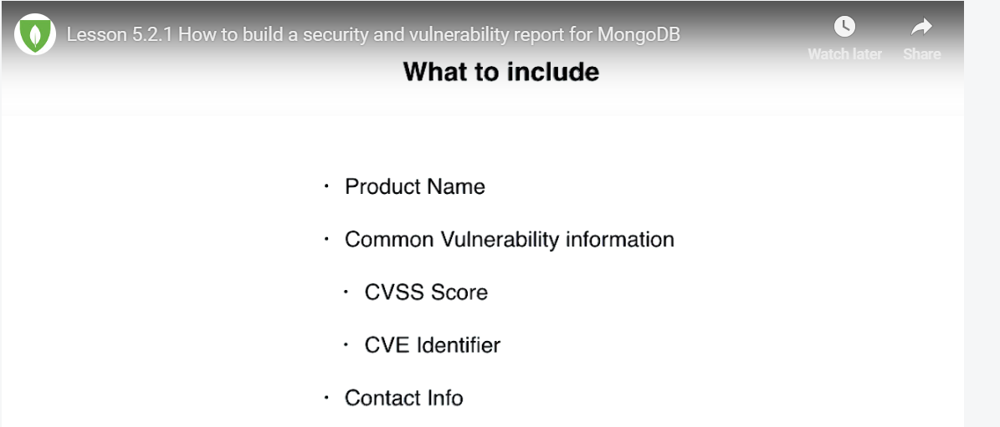 Lesson 5.2.1 How to build a security and vulnerability report for MongoDB
Watch later
Share
What to include
· Product Name
· Common Vulnerability information
· CVSS Score
· CVE Identifier
· Contact Info